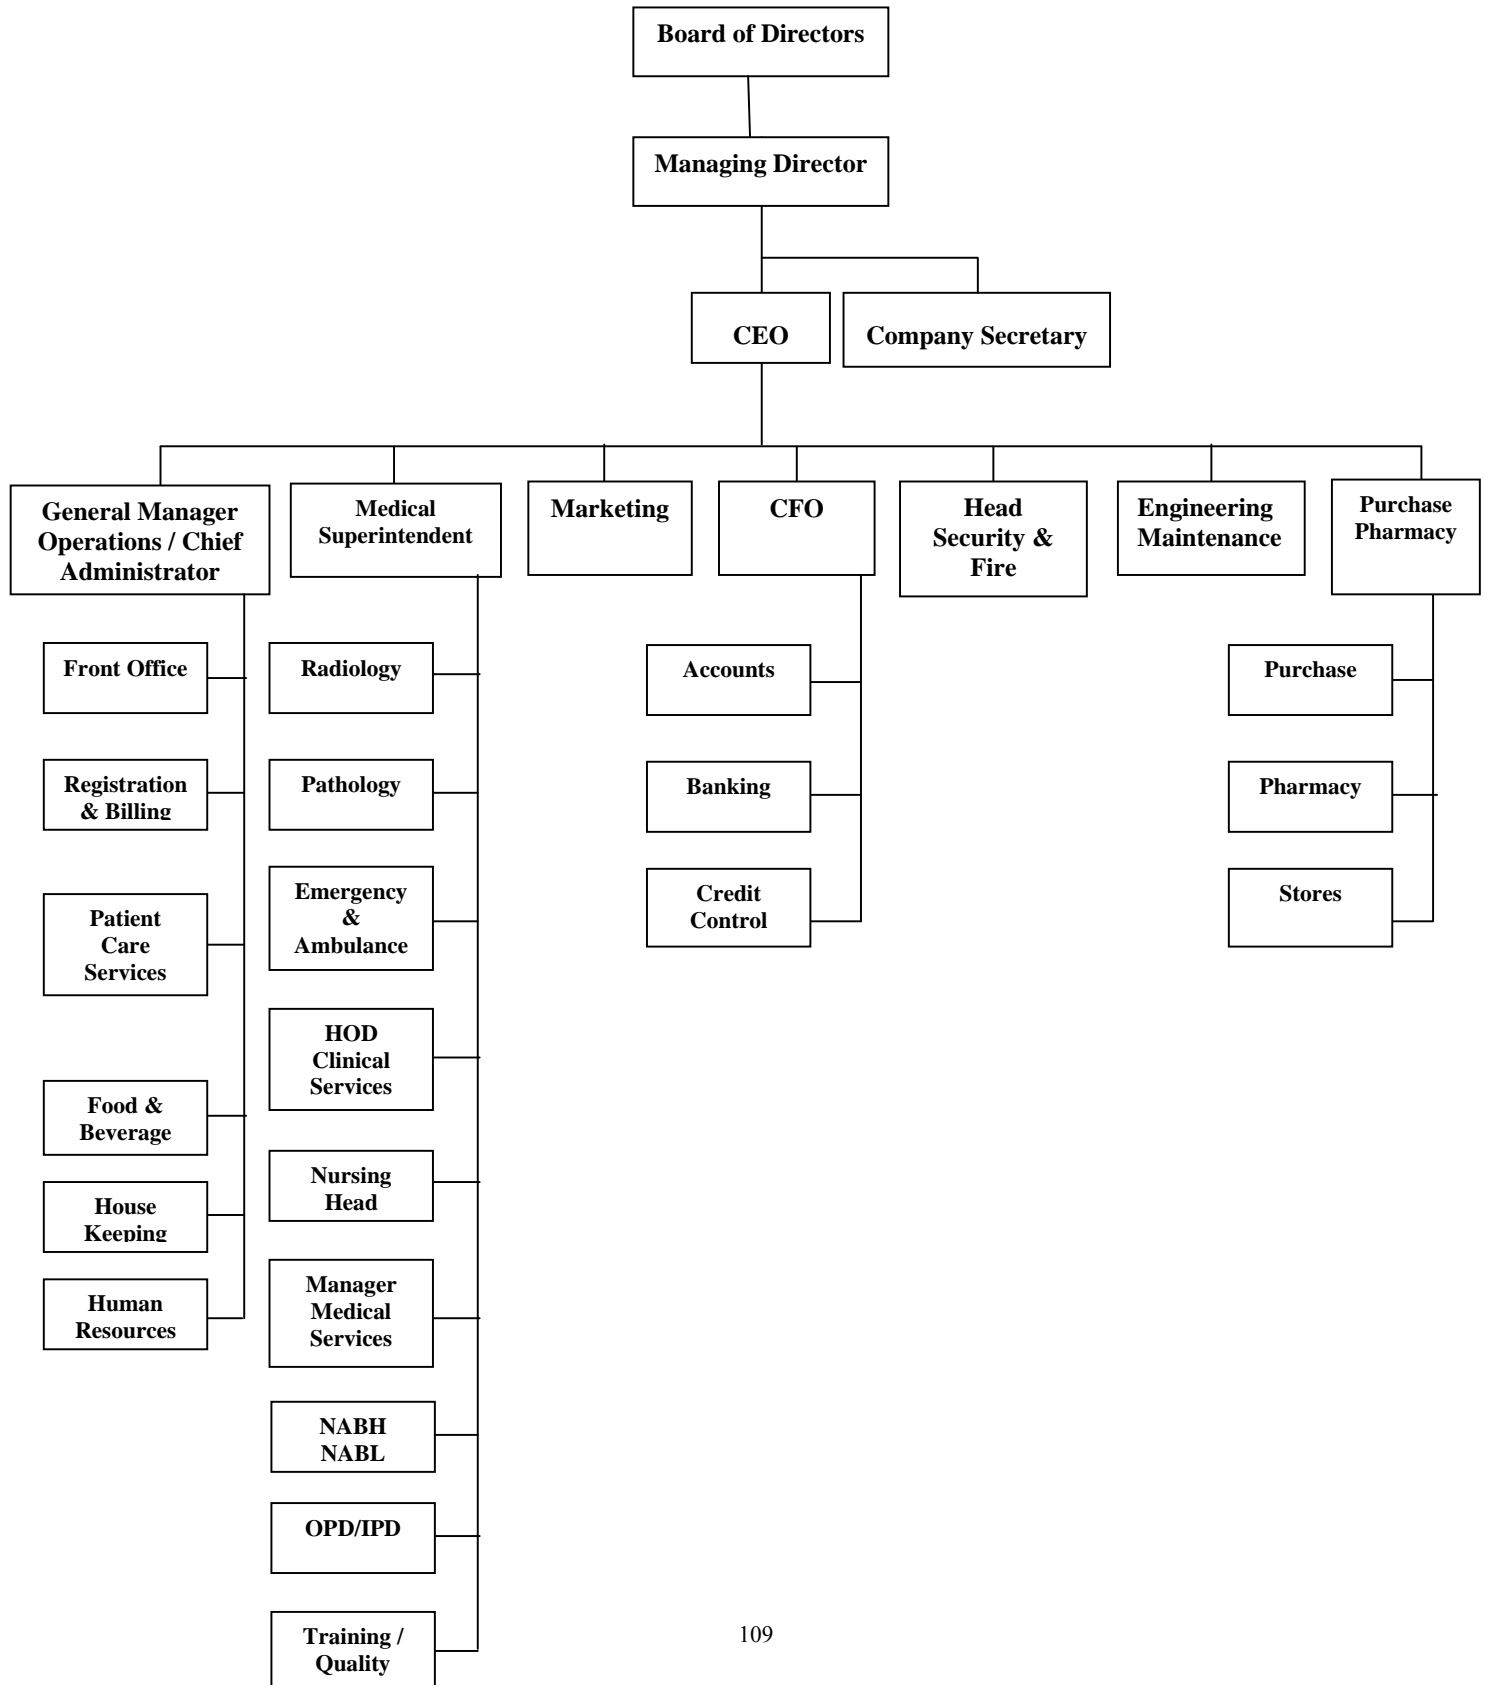 Board of Directors
Managing Director
CEO
Company Secretary
General Manager
Operations / Chief
Administrator
Medical
Superintendent
Marketing
CFO
Head
Security &
Fire
Engineering
Maintenance
Purchase
Pharmacy
Front Office
Registration
& Billing
Patient
Care
Services
Food &
Beverage
House
Keeping
Human
Resources
Radiology
Pathology
Emergency
&
Ambulance
HOD
Clinical
Services
Nursing
Head
Manager
Medical
Services
NABH
NABL
OPD/IPD
Training /
Quality
Accounts
Banking
Credit
Control
Purchase
Pharmacy
Stores
109